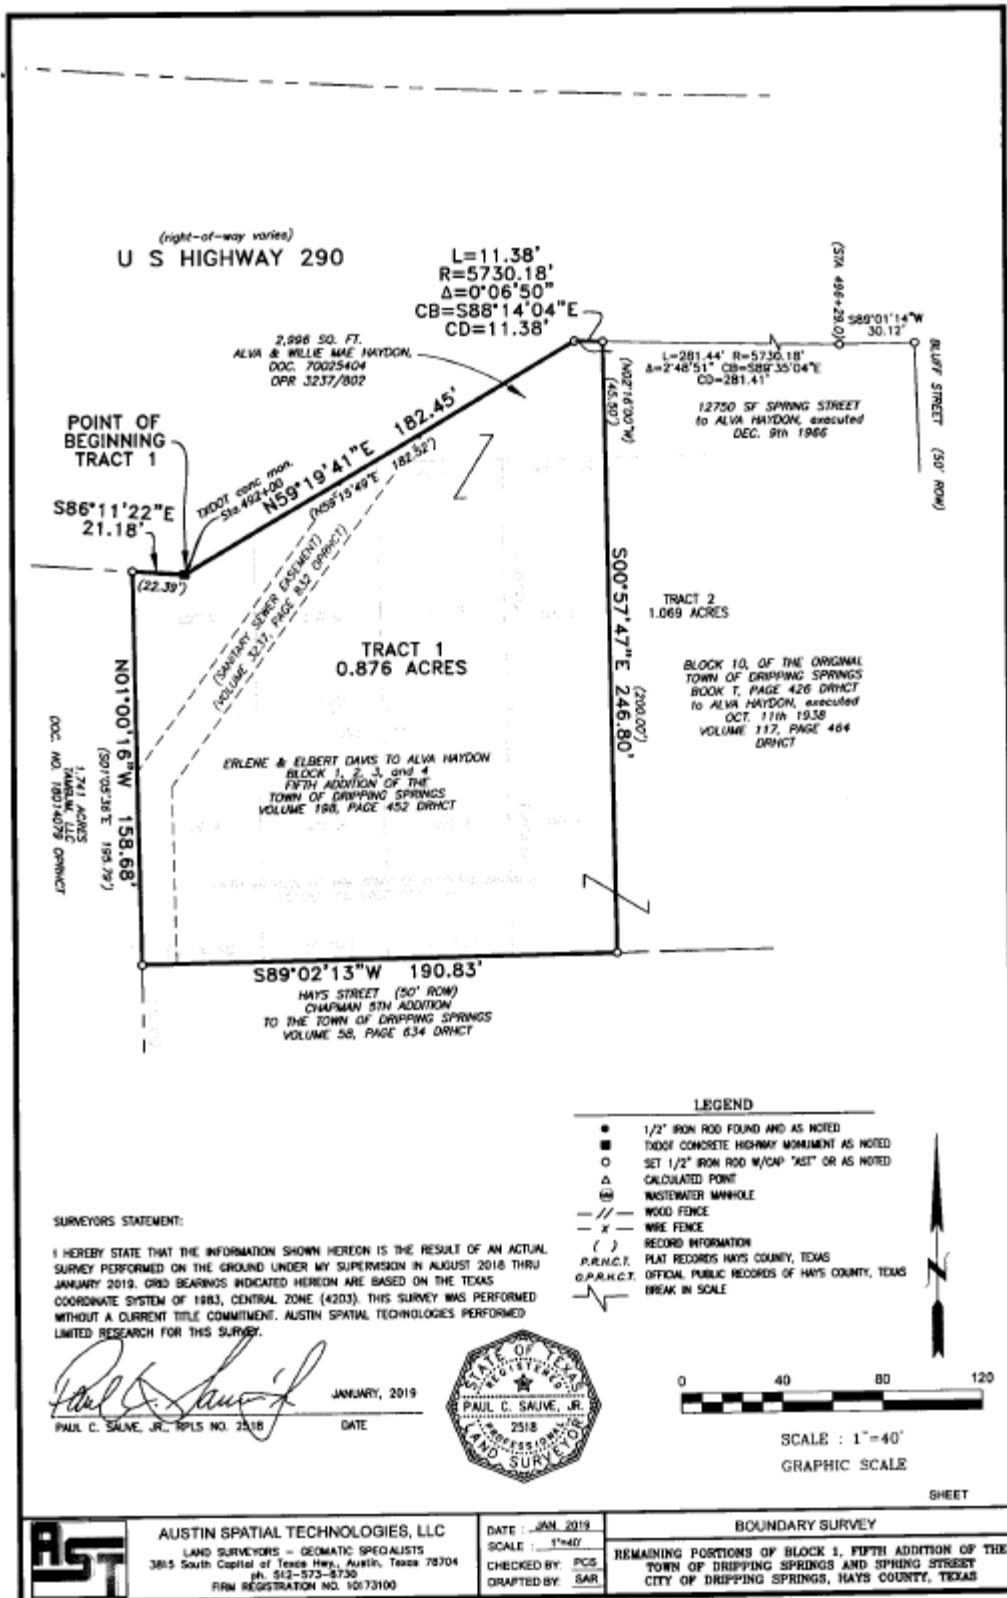 (right-of-way varies)
U S HIGHWAY 290
L=11.38'
R=5730.18'
Δ=0°06'50"
CB=S88°14'04"E
CD=11.38'
(STA 496+29.0)
S89°01'14"W
30.12'
BLUFF STREET (50' ROW)
2,996 SQ. FT.
ALVA & WILLIE MAE HAYDON,
DOC. 70025404
OPR 3237/802
L=281.44' R=5730.18'
Δ=2°48'51" CB=S89°35'04"E
CD=281.41'
(N02°16'00"W)
(45.50')
12750 SF SPRING STREET
to ALVA HAYDON, executed
DEC. 9th 1966
POINT OF
BEGINNING
TRACT 1
TXDOT conc mon.
Sta.492+00
N59°19'41"E 182.45'
(N59°15'49"E 182.52')
S86°11'22"E
21.18'
(22.39')
(SANITARY SEWER EASEMENT)
(VOLUME 3237, PAGE 832 OPRHCT)
TRACT 1
0.876 ACRES
S00°57'47"E 246.80'
(200.00')
TRACT 2
1.069 ACRES
BLOCK 10, OF THE ORIGINAL
TOWN OF DRIPPING SPRINGS
BOOK T, PAGE 426 DRHCT
to ALVA HAYDON, executed
OCT. 11th 1938
VOLUME 117, PAGE 464
DRHCT
N01°00'16"W 158.68'
(S01°05'36"E 195.79')
1.741 ACRES
TAMBUM, LLC
DOC. NO. 18014079 OPRHCT
ERLENE & ELBERT DAVIS TO ALVA HAYDON
BLOCK 1, 2, 3, and 4
FIFTH ADDITION OF THE
TOWN OF DRIPPING SPRINGS
VOLUME 198, PAGE 452 DRHCT
S89°02'13"W 190.83'
HAYS STREET (50' ROW)
CHAPMAN 5TH ADDITION
TO THE TOWN OF DRIPPING SPRINGS
VOLUME 58, PAGE 634 DRHCT
LEGEND
1/2" IRON ROD FOUND AND AS NOTED
TXDOT CONCRETE HIGHWAY MONUMENT AS NOTED
SET 1/2" IRON ROD W/CAP "AST" OR AS NOTED
CALCULATED POINT
WASTEWATER MANHOLE
WOOD FENCE
WIRE FENCE
( ) RECORD INFORMATION
P.R.H.C.T. PLAT RECORDS HAYS COUNTY, TEXAS
O.P.R.H.C.T. OFFICIAL PUBLIC RECORDS OF HAYS COUNTY, TEXAS
BREAK IN SCALE
SURVEYORS STATEMENT:
I HEREBY STATE THAT THE INFORMATION SHOWN HEREON IS THE RESULT OF AN ACTUAL
SURVEY PERFORMED ON THE GROUND UNDER MY SUPERVISION IN AUGUST 2018 THRU
JANUARY 2019. GRID BEARINGS INDICATED HEREON ARE BASED ON THE TEXAS
COORDINATE SYSTEM OF 1983, CENTRAL ZONE (4203). THIS SURVEY WAS PERFORMED
WITHOUT A CURRENT TITLE COMMITMENT. AUSTIN SPATIAL TECHNOLOGIES PERFORMED
LIMITED RESEARCH FOR THIS SURVEY.
JANUARY, 2019
PAUL C. SAUVE, JR., RPLS NO. 2518 DATE
STATE OF TEXAS
REGISTERED
PAUL C. SAUVE, JR.
2518
PROFESSIONAL
LAND SURVEYOR
0 40 80 120
SCALE : 1"=40'
GRAPHIC SCALE
SHEET
AST
AUSTIN SPATIAL TECHNOLOGIES, LLC
LAND SURVEYORS - GEOMATIC SPECIALISTS
3815 South Capital of Texas Hwy., Austin, Texas 78704
ph. 512-573-8730
FIRM REGISTRATION NO. 10173100
DATE : JAN. 2019
SCALE : 1"=40'
CHECKED BY: PCS
DRAFTED BY: SAR
BOUNDARY SURVEY
REMAINING PORTIONS OF BLOCK 1, FIFTH ADDITION OF THE
TOWN OF DRIPPING SPRINGS AND SPRING STREET
CITY OF DRIPPING SPRINGS, HAYS COUNTY, TEXAS